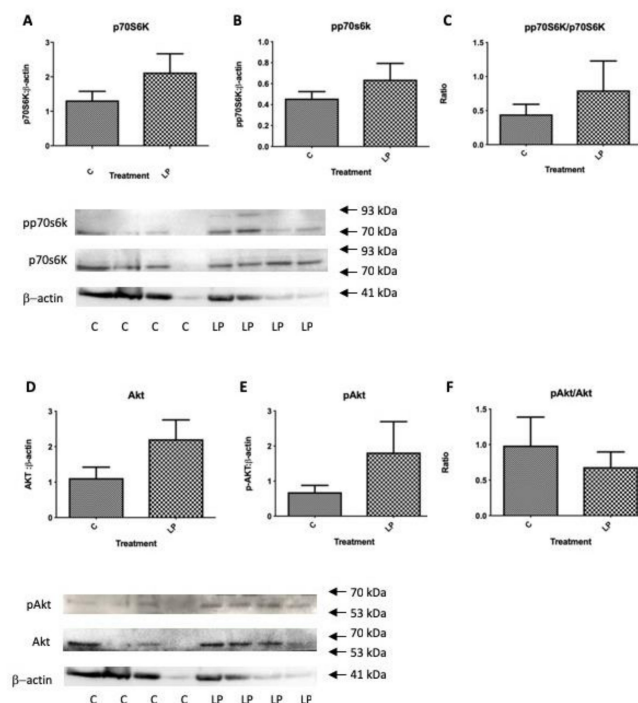 A
p70S6K
p70S6K:β-actin
3
2
1
0
C
LP
Treatment
B
pp70s6k
pp70S6K:β-actin
1.0
0.8
0.6
0.4
0.2
0.0
C
LP
Treatment
C
pp70S6K/p70S6K
Ratio
1.5
1.0
0.5
0.0
C
LP
Treatment
pp70s6k
93 kDa
70 kDa
p70s6K
93 kDa
70 kDa
β−actin
41 kDa
C C C C LP LP LP LP
D
Akt
AKT :β-actin
3
2
1
0
C
LP
Treatment
E
pAkt
p-AKT:β-actin
3
2
1
0
C
LP
Treatment
F
pAkt/Akt
Ratio
1.5
1.0
0.5
0.0
C
LP
Treatment
pAkt
70 kDa
53 kDa
Akt
70 kDa
53 kDa
β−actin
41 kDa
C C C C LP LP LP LP